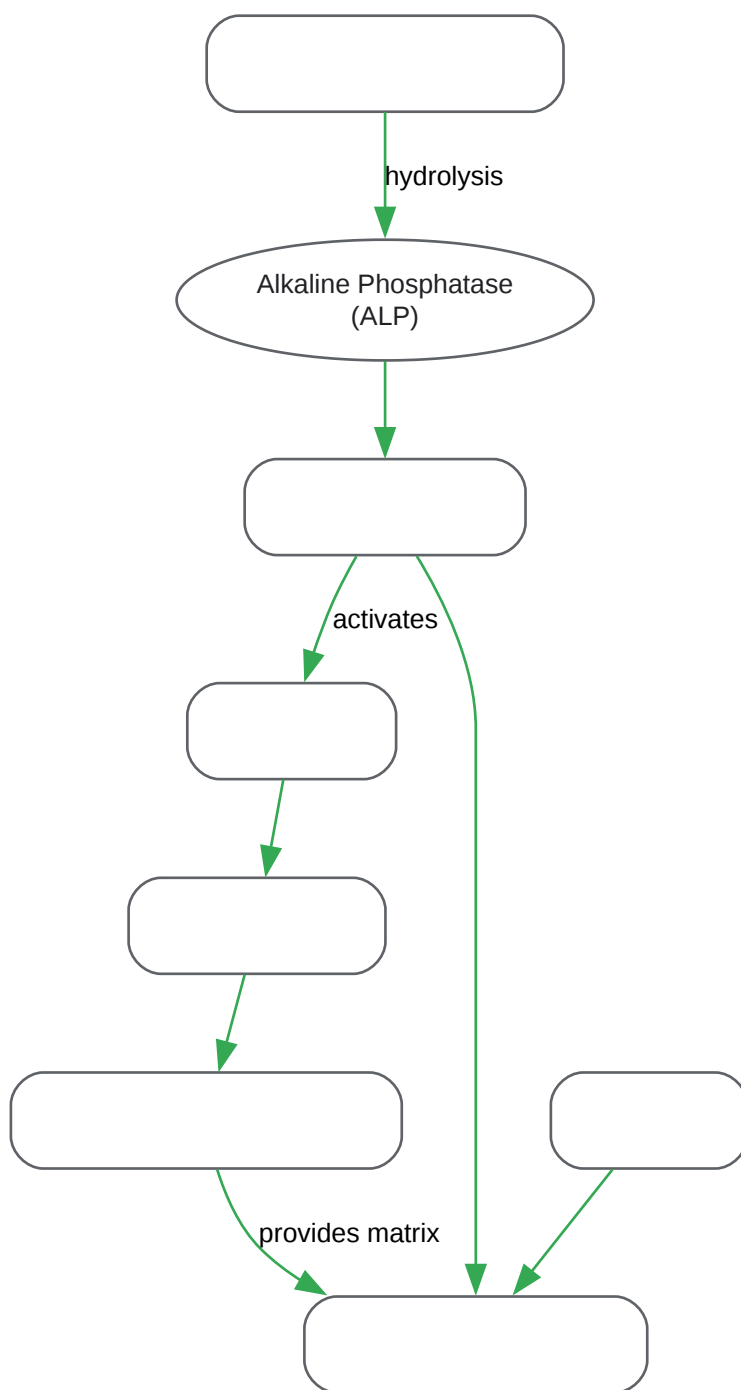 hydrolysis
Alkaline Phosphatase
(ALP)
activates
provides matrix